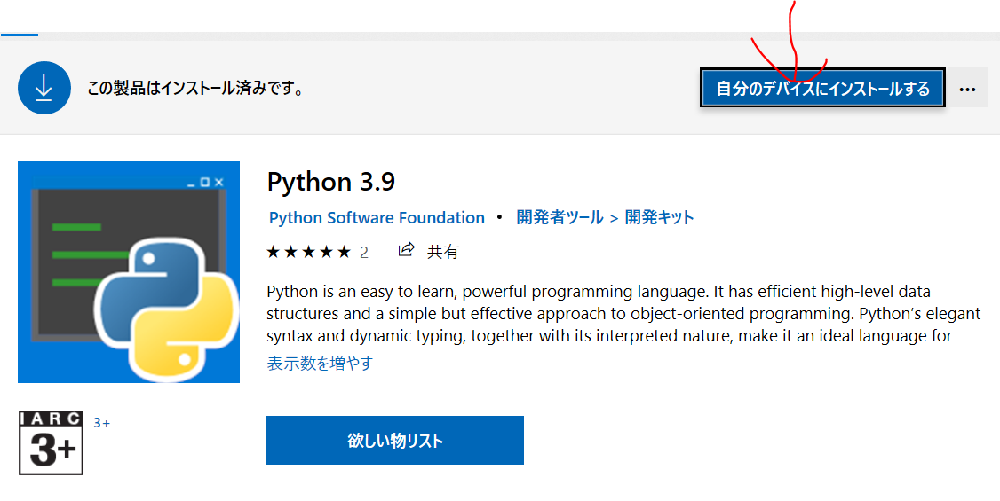 この製品はインストール済みです。
自分のデバイスにインストールする
Python 3.9
Python Software Foundation • 開発者ツール > 開発キット
★★★★★ 2 共有
Python is an easy to learn, powerful programming language. It has efficient high-level data
structures and a simple but effective approach to object-oriented programming. Python's elegant
syntax and dynamic typing, together with its interpreted nature, make it an ideal language for
表示数を増やす
IARC
3+
3+
欲しい物リスト